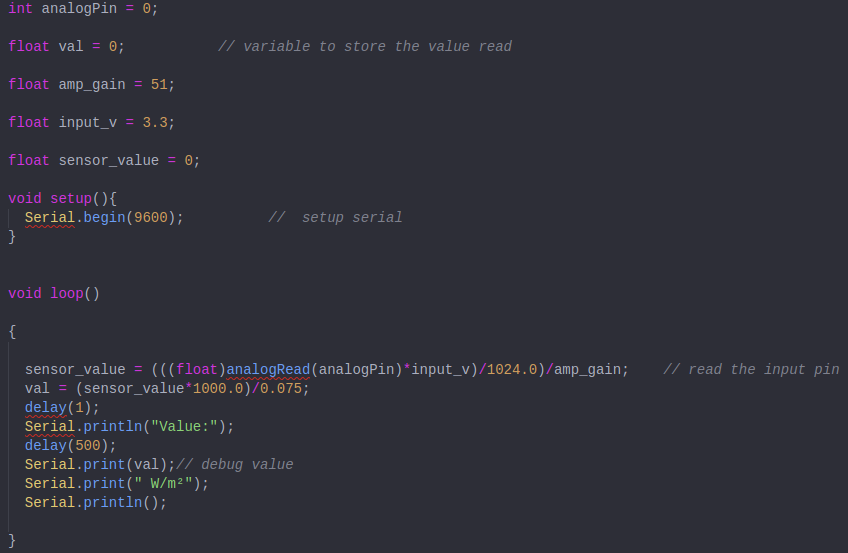 int analogPin = 0;
float val = 0;           // variable to store the value read
float amp_gain = 51;
float input_v = 3.3;
float sensor_value = 0;
void setup(){
  Serial.begin(9600);          //  setup serial
}
void loop()
{
  sensor_value = (((float)analogRead(analogPin)*input_v)/1024.0)/amp_gain;    // read the input pin
  val = (sensor_value*1000.0)/0.075;
  delay(1);
  Serial.println("Value:");
  delay(500);
  Serial.print(val);// debug value
  Serial.print(" W/m²");
  Serial.println();
}